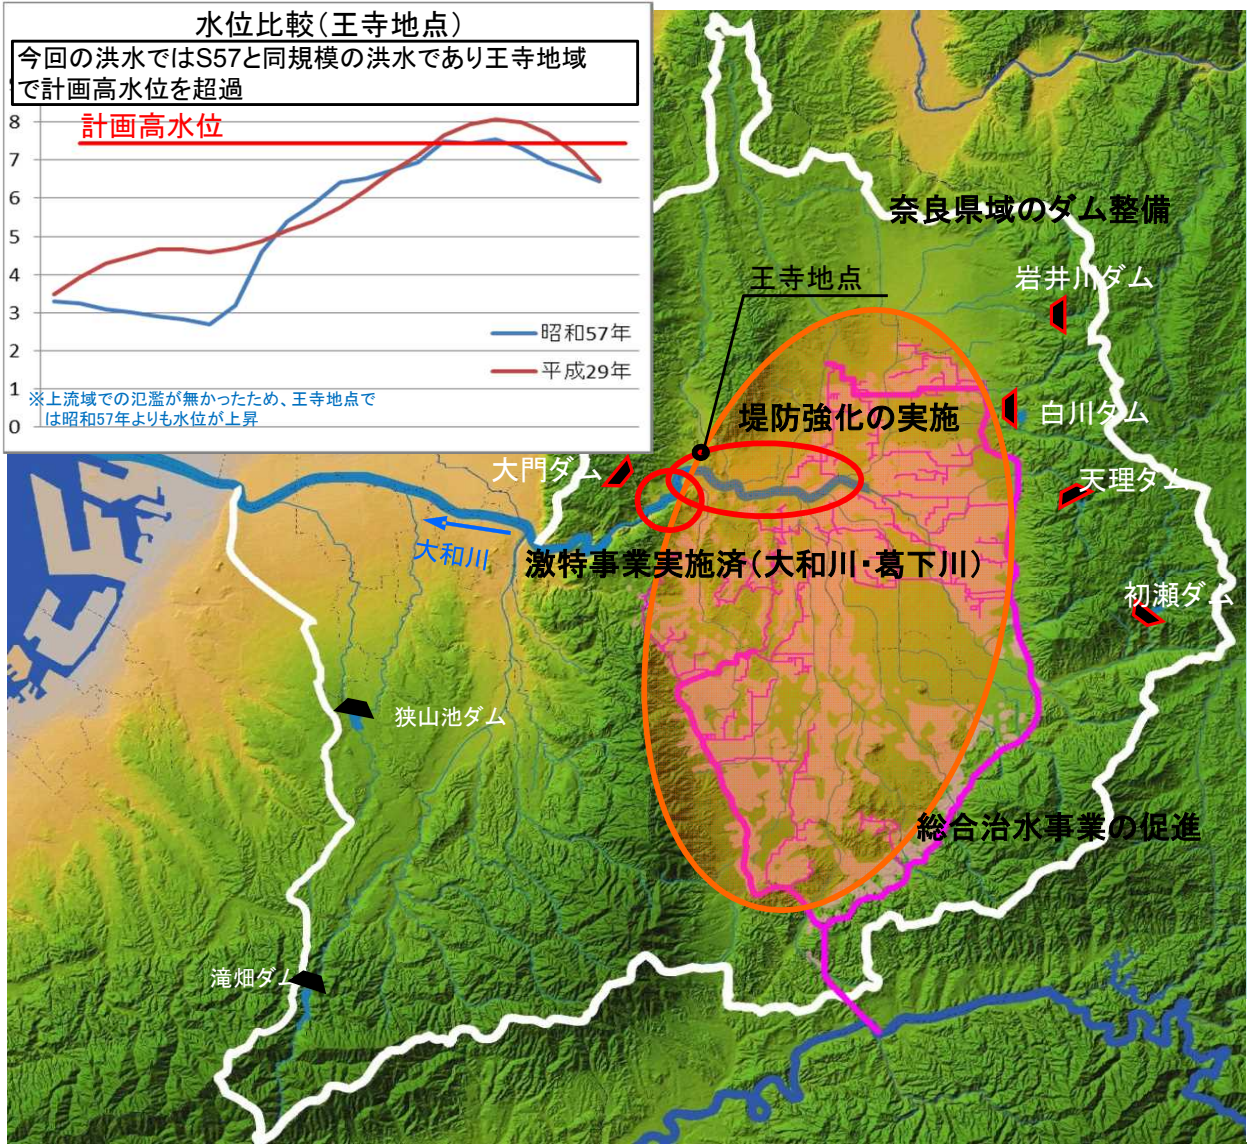 水位比較(王寺地点)
今回の洪水ではS57と同規模の洪水であり王寺地域
で計画高水位を超過
計画高水位
8
7
6
5
4
3
2
1
0
昭和57年
平成29年
※上流域での氾濫が無かったため、王寺地点で
は昭和57年よりも水位が上昇
奈良県域のダム整備
王寺地点
岩井川ダム
白川ダム
堤防強化の実施
大門ダム
天理ダム
大和川
激特事業実施済(大和川・葛下川)
初瀬ダム
狭山池ダム
総合治水事業の促進
滝畑ダム